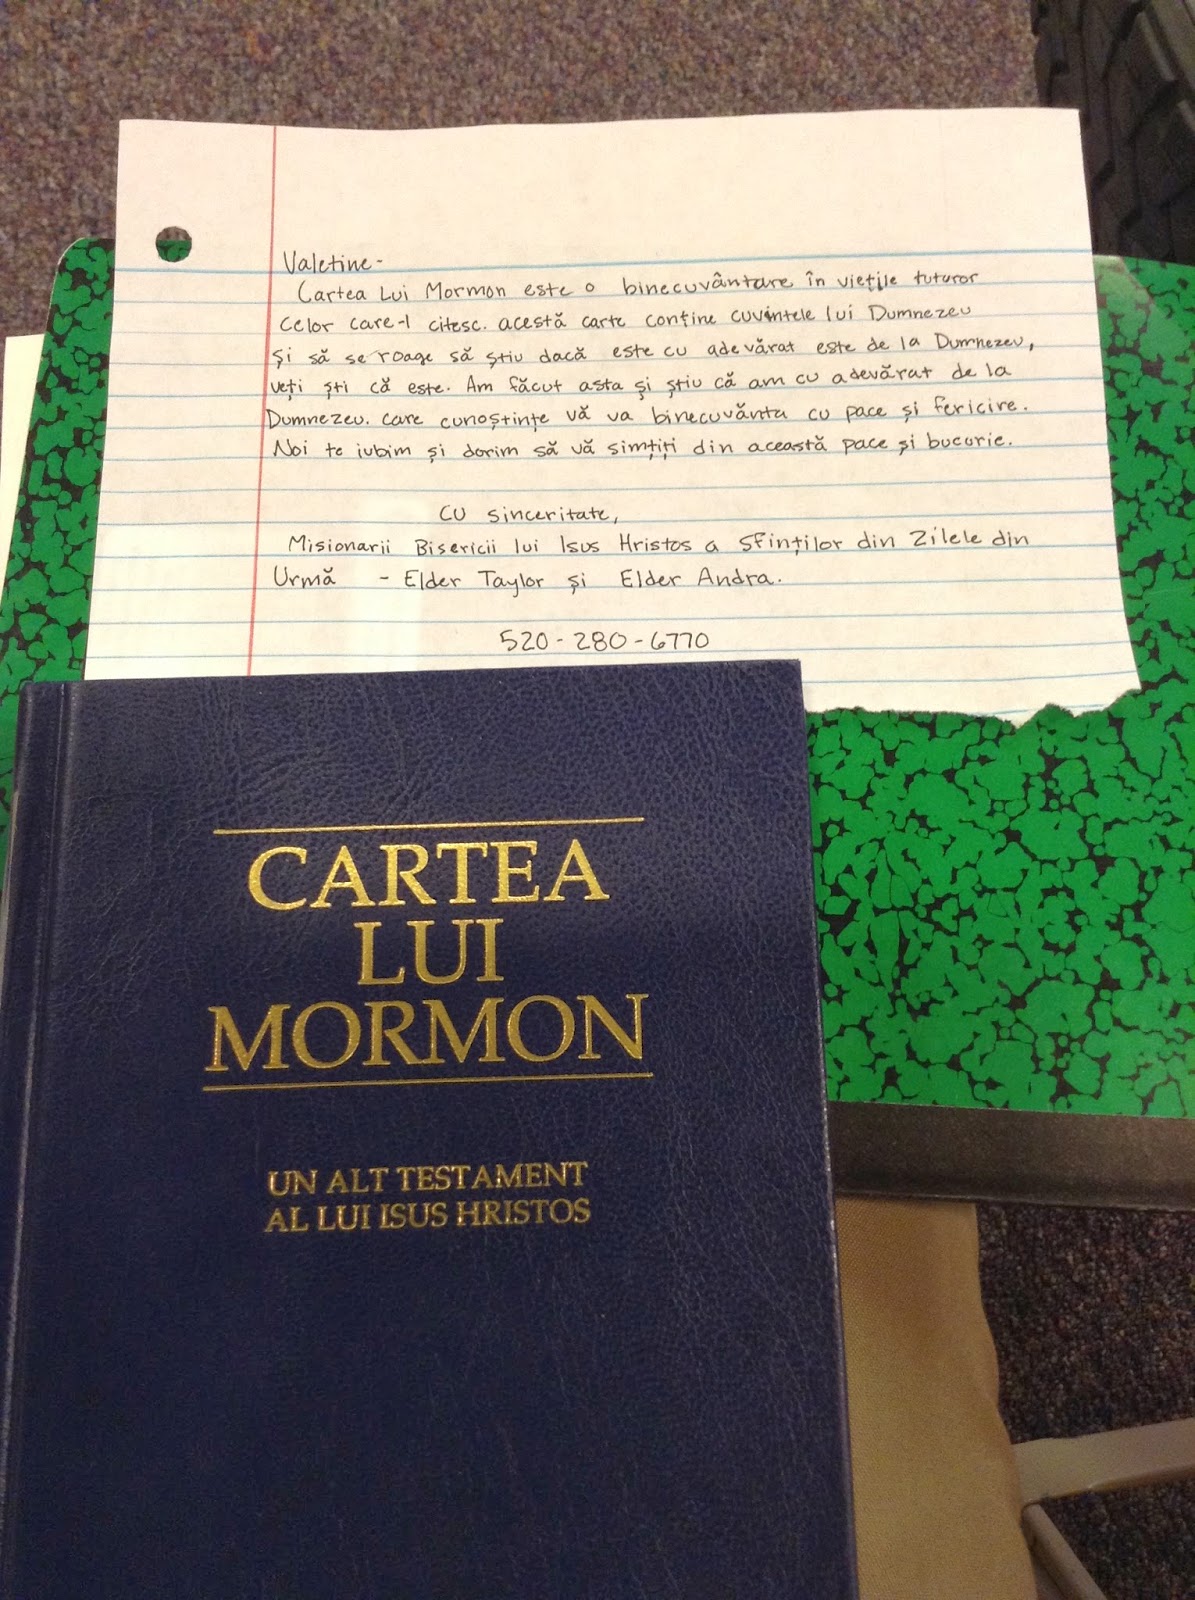 Valetine-
Cartea Lui Mormon este o binecuvântare în viețile tuturor
celor care-l citesc. acestă carte conține cuvintele lui Dumnezeu
și să se roage să știu dacă este cu adevărat este de la Dumnezeu,
veți ști că este. Am făcut asta și știu că am cu adevărat de la
Dumnezeu. care cunoștințe vă va binecuvânta cu pace și fericire.
Noi te iubim și dorim să vă simțiți din această pace și bucurie.
Cu sinceritate,
Misionarii Bisericii lui Isus Hristos a Sfinților din Zilele din
Urmă - Elder Taylor și Elder Andra.
520-280-6770
CARTEA
LUI
MORMON
UN ALT TESTAMENT
AL LUI ISUS HRISTOS